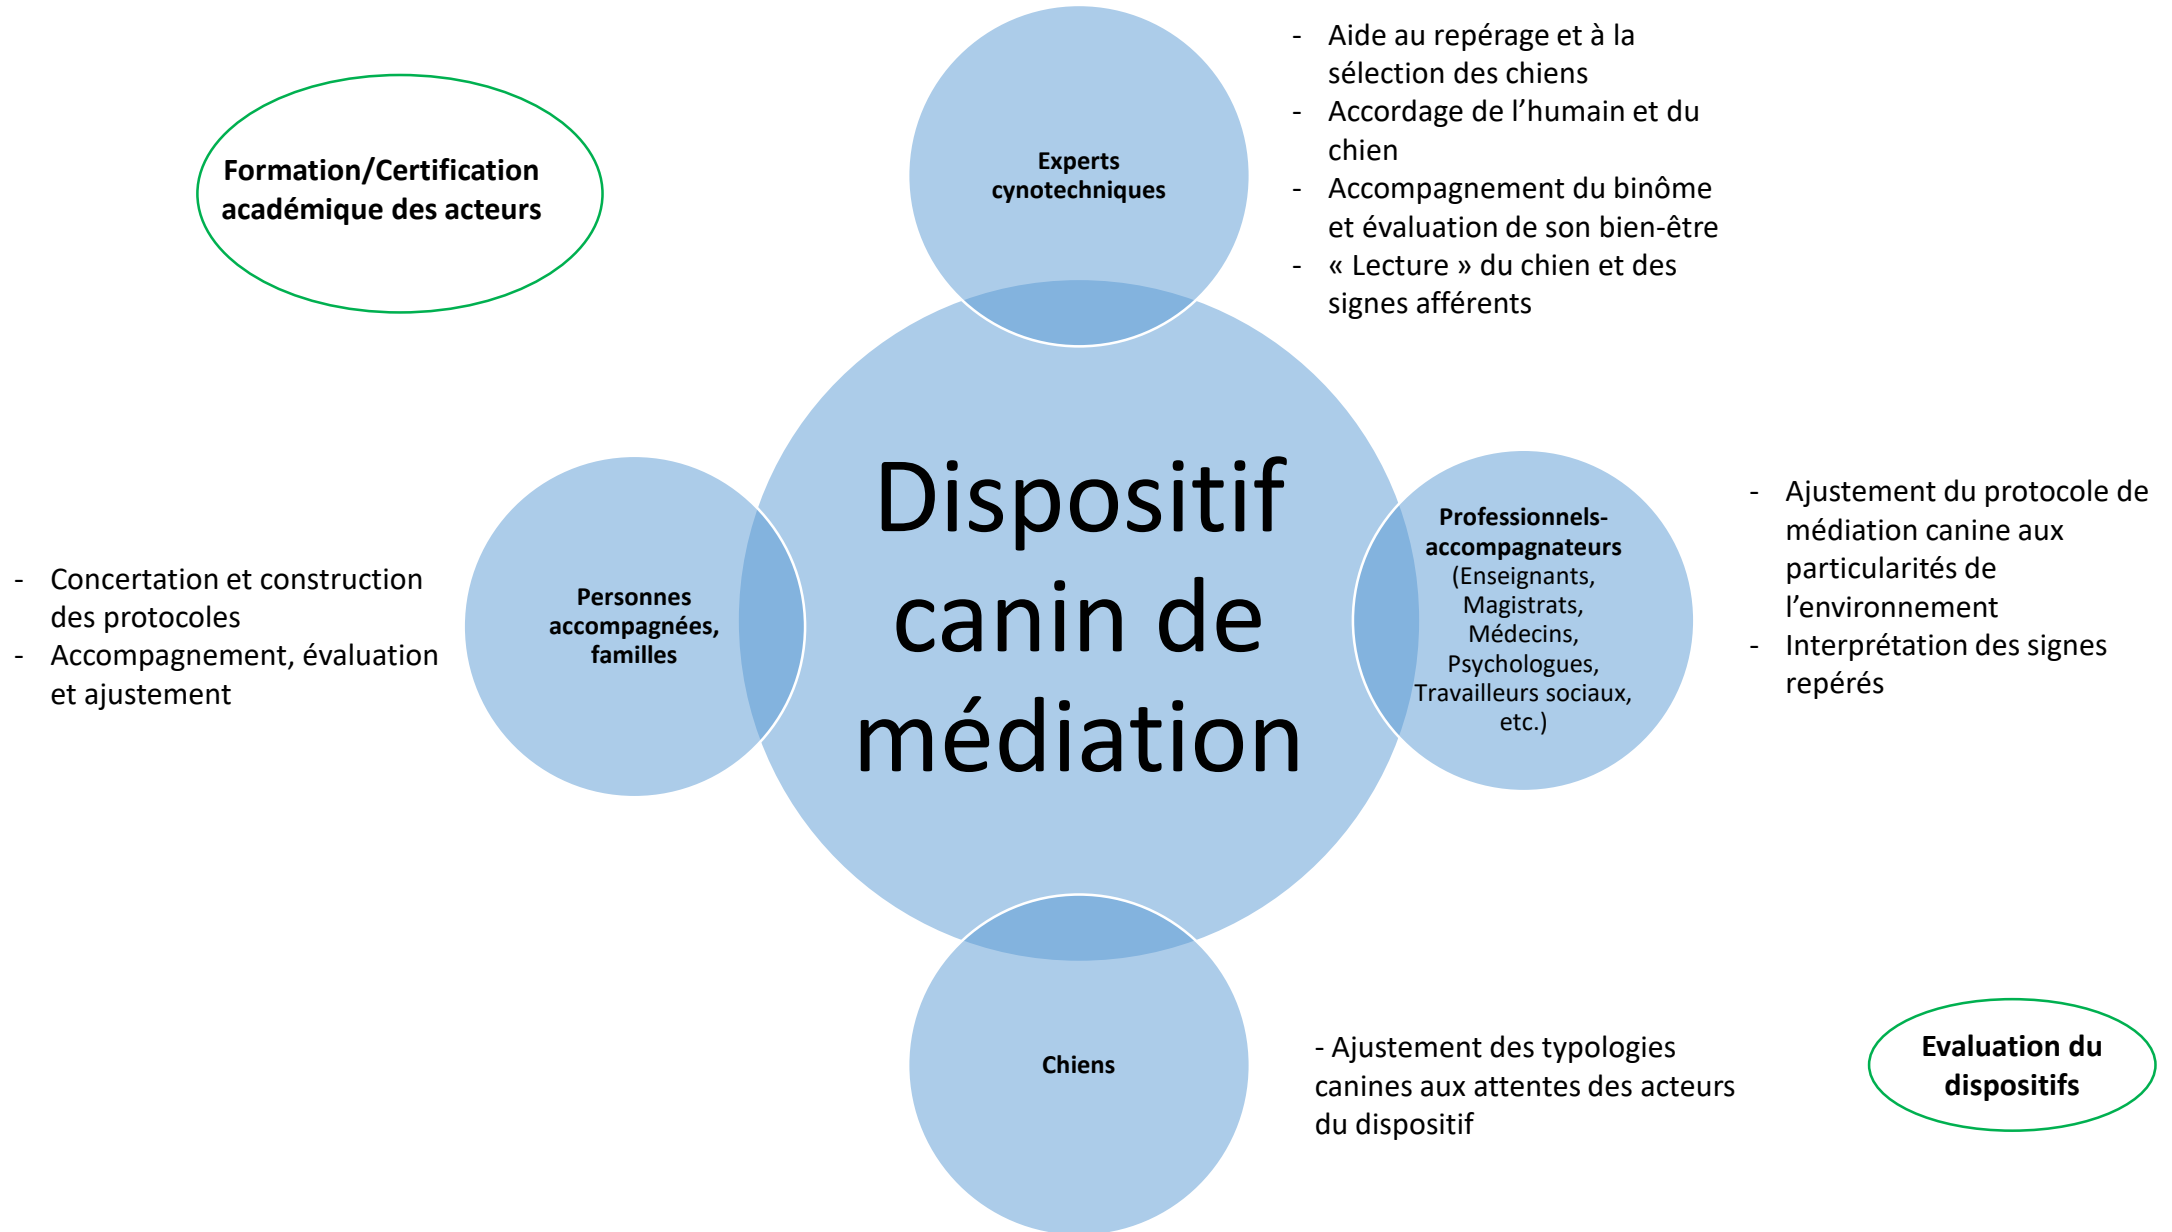 Formation/Certification
académique des acteurs
Experts
cynotechniques
- Aide au repérage et à la
sélection des chiens
- Accordage de l’humain et du
chien
- Accompagnement du binôme
et évaluation de son bien-être
- « Lecture » du chien et des
signes afférents
- Concertation et construction
des protocoles
- Accompagnement, évaluation
et ajustement
Personnes
accompagnées,
familles
Dispositif
canin de
médiation
Professionnels-
accompagnateurs
(Enseignants,
Magistrats,
Médecins,
Psychologues,
Travailleurs sociaux,
etc.)
- Ajustement du protocole de
médiation canine aux
particularités de
l’environnement
- Interprétation des signes
repérés
Chiens
- Ajustement des typologies
canines aux attentes des acteurs
du dispositif
Evaluation du
dispositifs